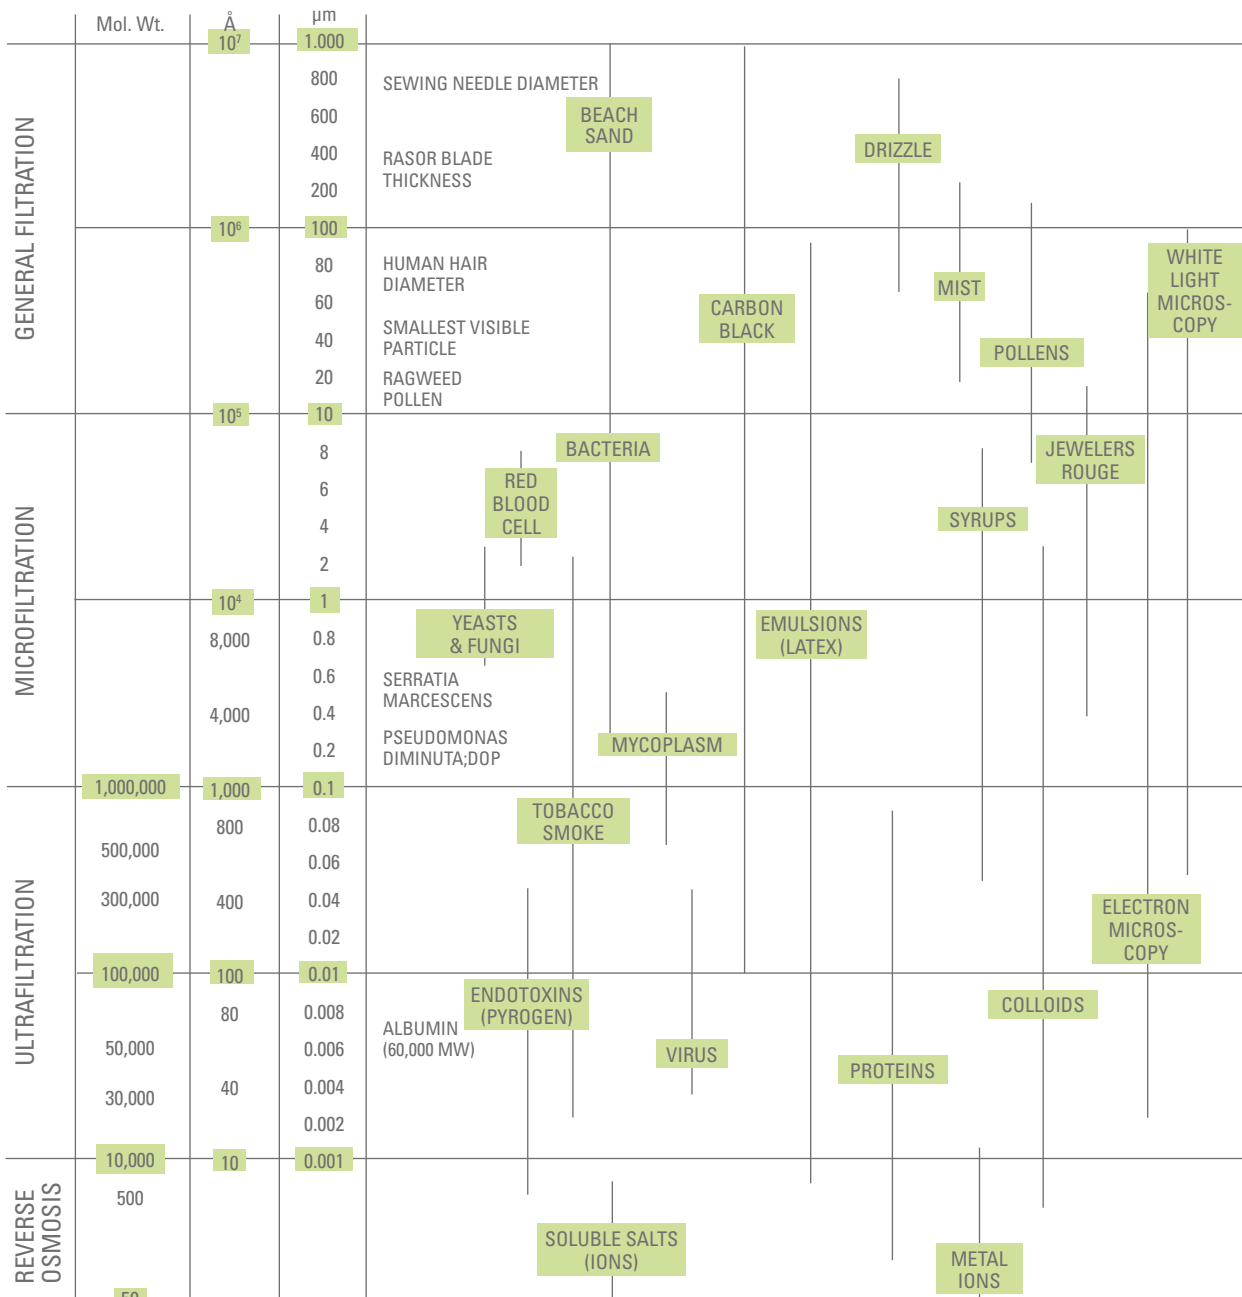 Mol. Wt.
Å
µm
10⁷
1.000
800
600
400
200
10⁶
100
80
60
40
20
10⁵
10
8
6
4
2
10⁴
1
8,000
0.8
0.6
4,000
0.4
0.2
1,000,000
1,000
0.1
800
0.08
500,000
0.06
300,000
400
0.04
0.02
100,000
100
0.01
80
0.008
50,000
0.006
30,000
40
0.004
0.002
10,000
10
0.001
500
50
GENERAL FILTRATION
MICROFILTRATION
ULTRAFILTRATION
REVERSE
OSMOSIS
SEWING NEEDLE DIAMETER
BEACH
SAND
DRIZZLE
RASOR BLADE
THICKNESS
HUMAN HAIR
DIAMETER
SMALLEST VISIBLE
PARTICLE
RAGWEED
POLLEN
CARBON
BLACK
MIST
POLLENS
WHITE
LIGHT
MICROS-
COPY
BACTERIA
RED
BLOOD
CELL
JEWELERS
ROUGE
SYRUPS
YEASTS
& FUNGI
EMULSIONS
(LATEX)
SERRATIA
MARCESCENS
PSEUDOMONAS
DIMINUTA;DOP
MYCOPLASM
TOBACCO
SMOKE
ELECTRON
MICROS-
COPY
ENDOTOXINS
(PYROGEN)
COLLOIDS
ALBUMIN
(60,000 MW)
VIRUS
PROTEINS
SOLUBLE SALTS
(IONS)
METAL
IONS